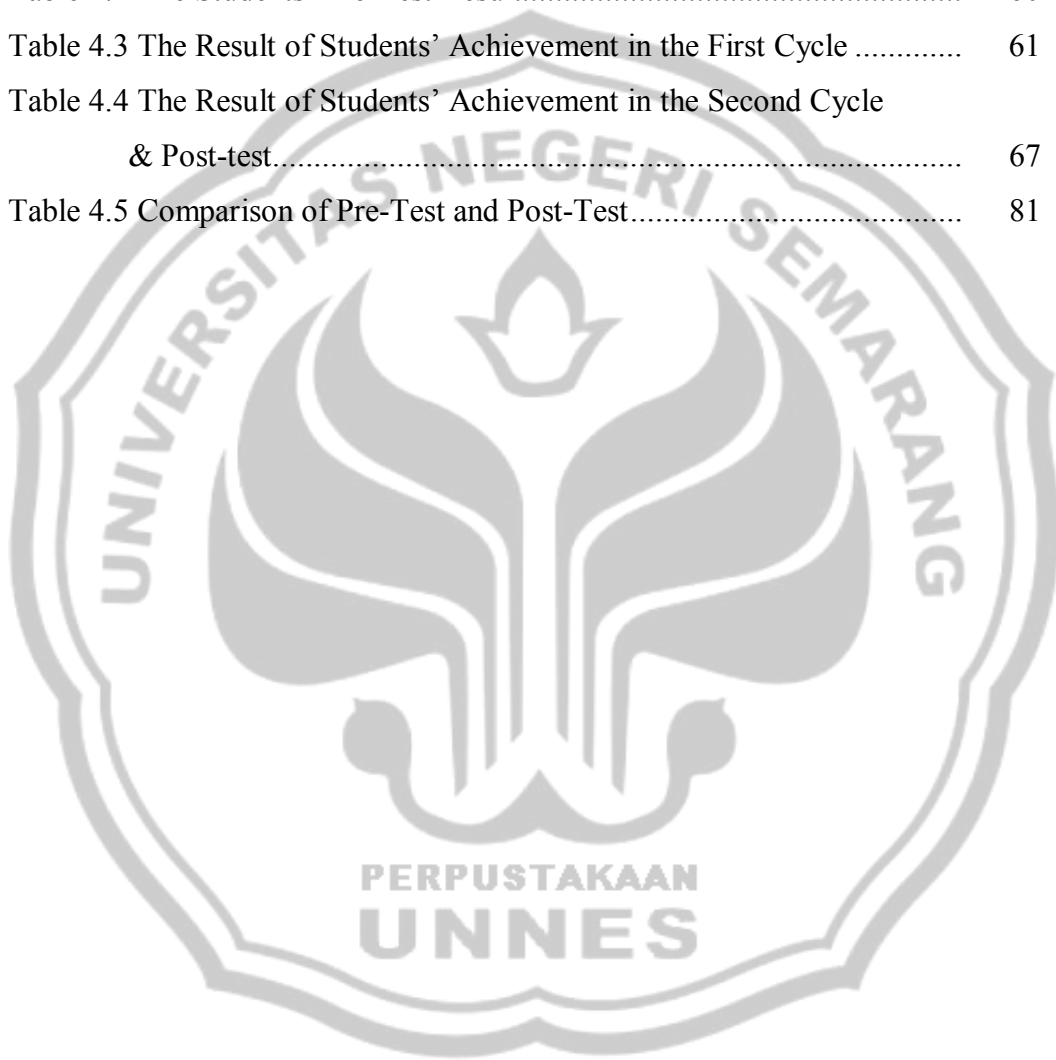 Table 4.3 The Result of Students’ Achievement in the First Cycle ............. 61
Table 4.4 The Result of Students’ Achievement in the Second Cycle
& Post-test........................................................................ 67
Table 4.5 Comparison of Pre-Test and Post-Test................................... 81
UNIVERSITAS NEGERI SEMARANG
PERPUSTAKAAN
UNNES